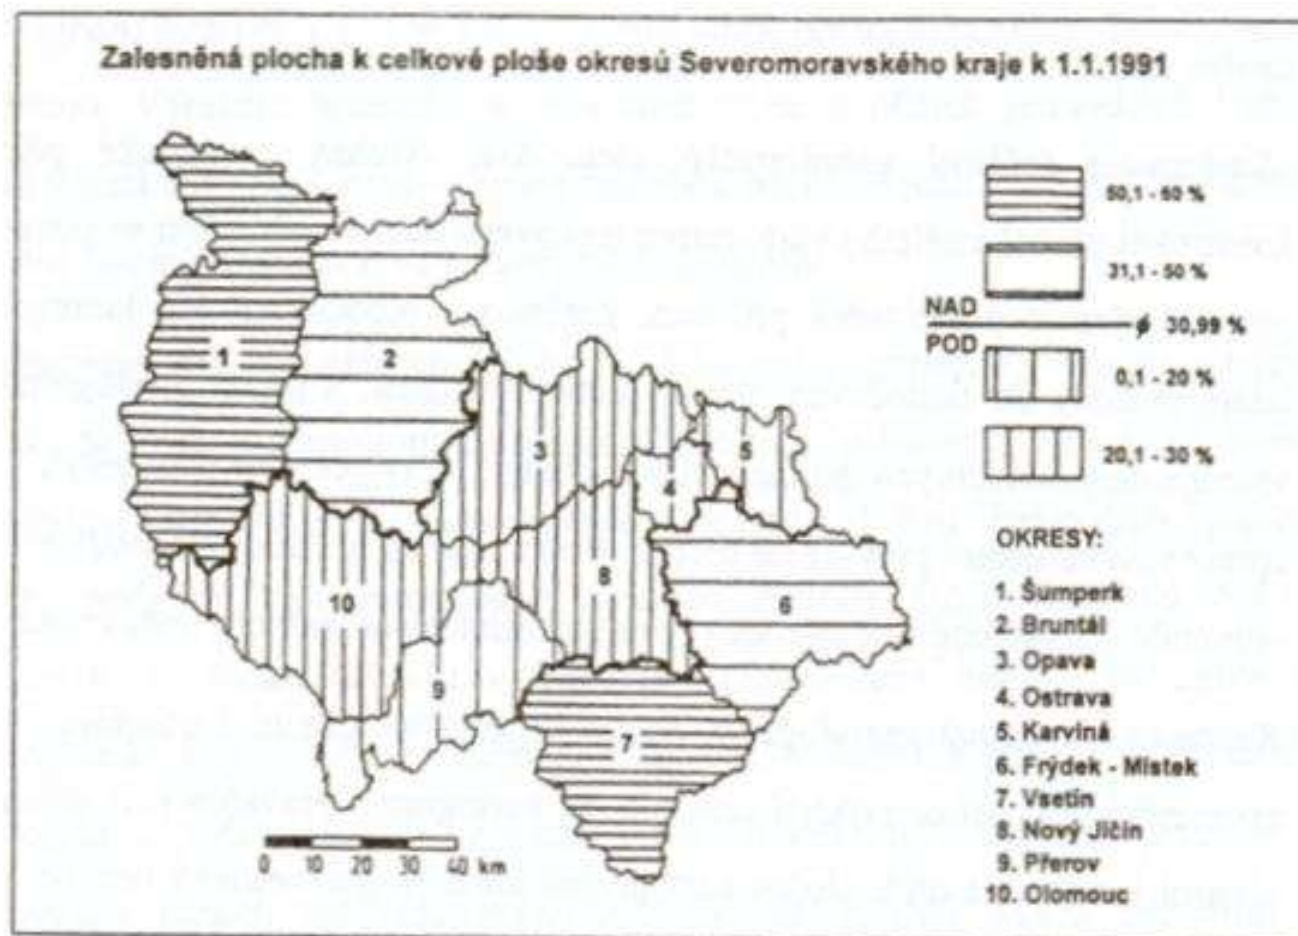 Zalesněná plocha k celkové ploše okresů Severomoravského kraje k 1.1.1991
50,1 - 60 %
31,1 - 50 %
NAD
ϕ 30,99 %
POD
0,1 - 20 %
20,1 - 30 %
OKRESY:
1. Šumperk
2. Bruntál
3. Opava
4. Ostrava
5. Karviná
6. Frýdek - Místek
7. Vsetín
8. Nový Jičín
9. Přerov
10. Olomouc
1
2
3
4
5
6
7
8
9
10
0 10 20 30 40 km